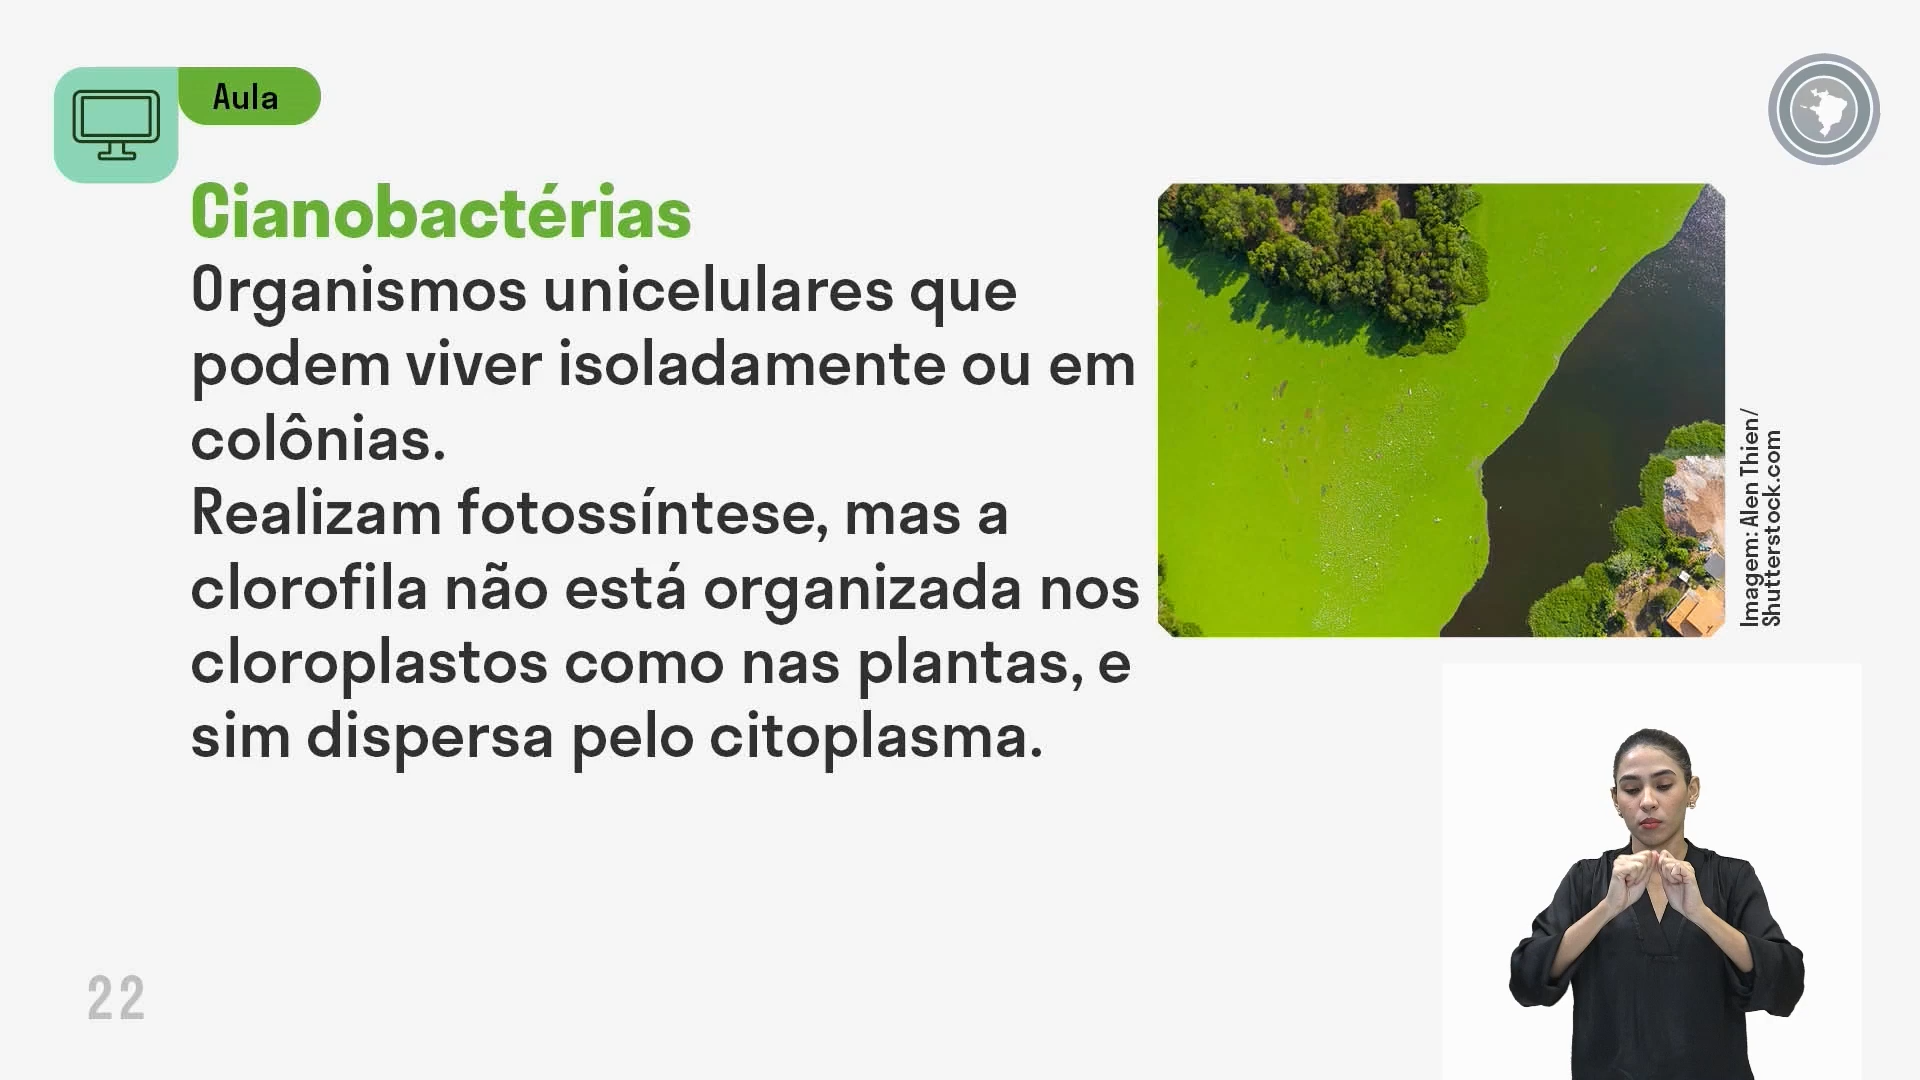 Aula
Cianobactérias
Organismos unicelulares que
podem viver isoladamente ou em
colônias.
Realizam fotossíntese, mas a
clorofila não está organizada nos
cloroplastos como nas plantas, e
sim dispersa pelo citoplasma.
Imagem: Alen Thien/
Shutterstock.com
22